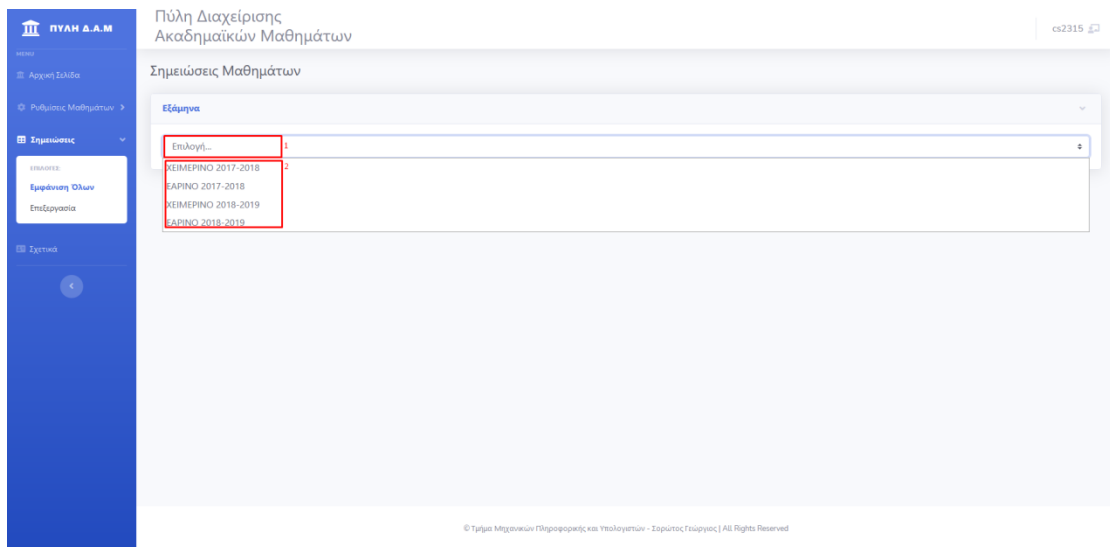 ΠΥΛΗ Δ.Α.Μ
Πύλη Διαχείρισης
Ακαδημαϊκών Μαθημάτων
cs2315
MENU
Αρχική Σελίδα
Ρυθμίσεις Μαθημάτων
Σημειώσεις
ΕΠΙΛΟΓΕΣ
Εμφάνιση Όλων
Επεξεργασία
Σχετικά
Σημειώσεις Μαθημάτων
Εξάμηνα
Επιλογή... 1
ΧΕΙΜΕΡΙΝΟ 2017-2018 2
ΕΑΡΙΝΟ 2017-2018
ΧΕΙΜΕΡΙΝΟ 2018-2019
ΕΑΡΙΝΟ 2018-2019
© Τμήμα Μηχανικών Πληροφορικής και Υπολογιστών - Σορώτος Γεώργιος | All Rights Reserved